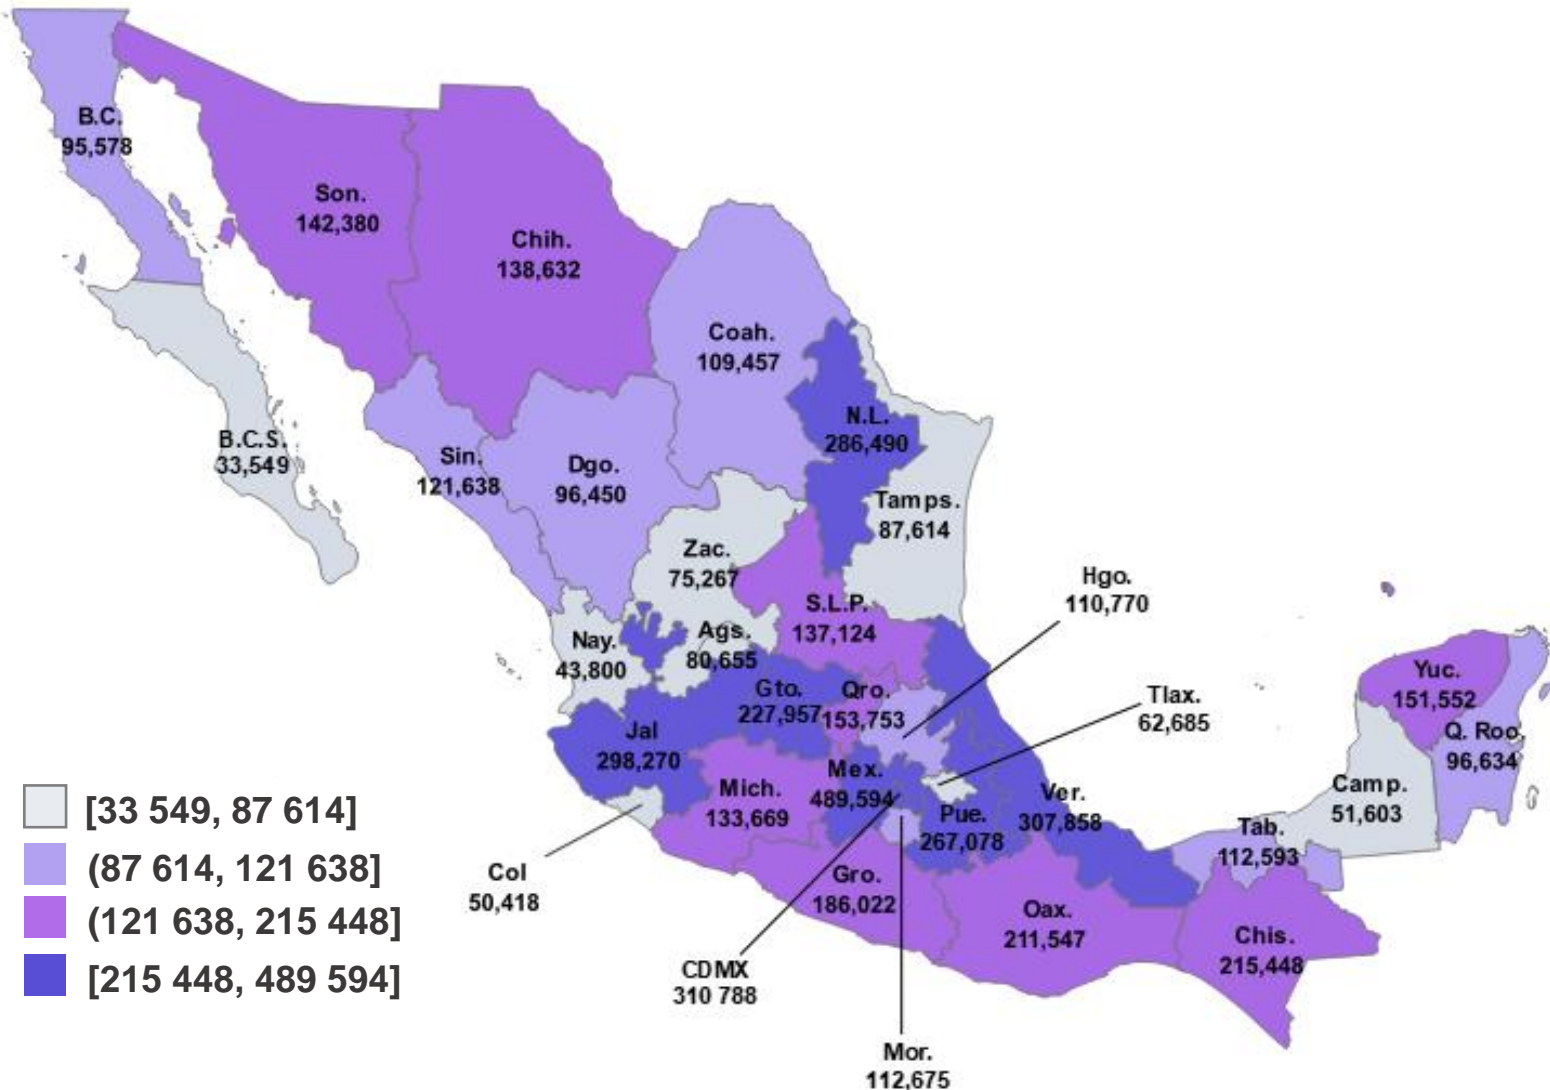 B.C.
95,578
Son.
142,380
Chih.
138,632
Coah.
109,457
N.L.
286,490
B.C.S.
33,549
Sin.
121,638
Dgo.
96,450
Tamps.
87,614
Zac.
75,267
Hgo.
110,770
S.L.P.
137,124
Nay.
43,800
Ags.
80,655
Gto.
227,957
Qro.
153,753
Tlax.
62,685
Yuc.
151,552
Q. Roo.
96,634
Jal
298,270
Mich.
133,669
Mex.
489,594
Pue.
267,078
Ver.
307,858
Camp.
51,603
Tab.
112,593
[33 549, 87 614]
(87 614, 121 638]
(121 638, 215 448]
[215 448, 489 594]
Col
50,418
Gro.
186,022
Oax.
211,547
Chis.
215,448
CDMX
310 788
Mor.
112,675